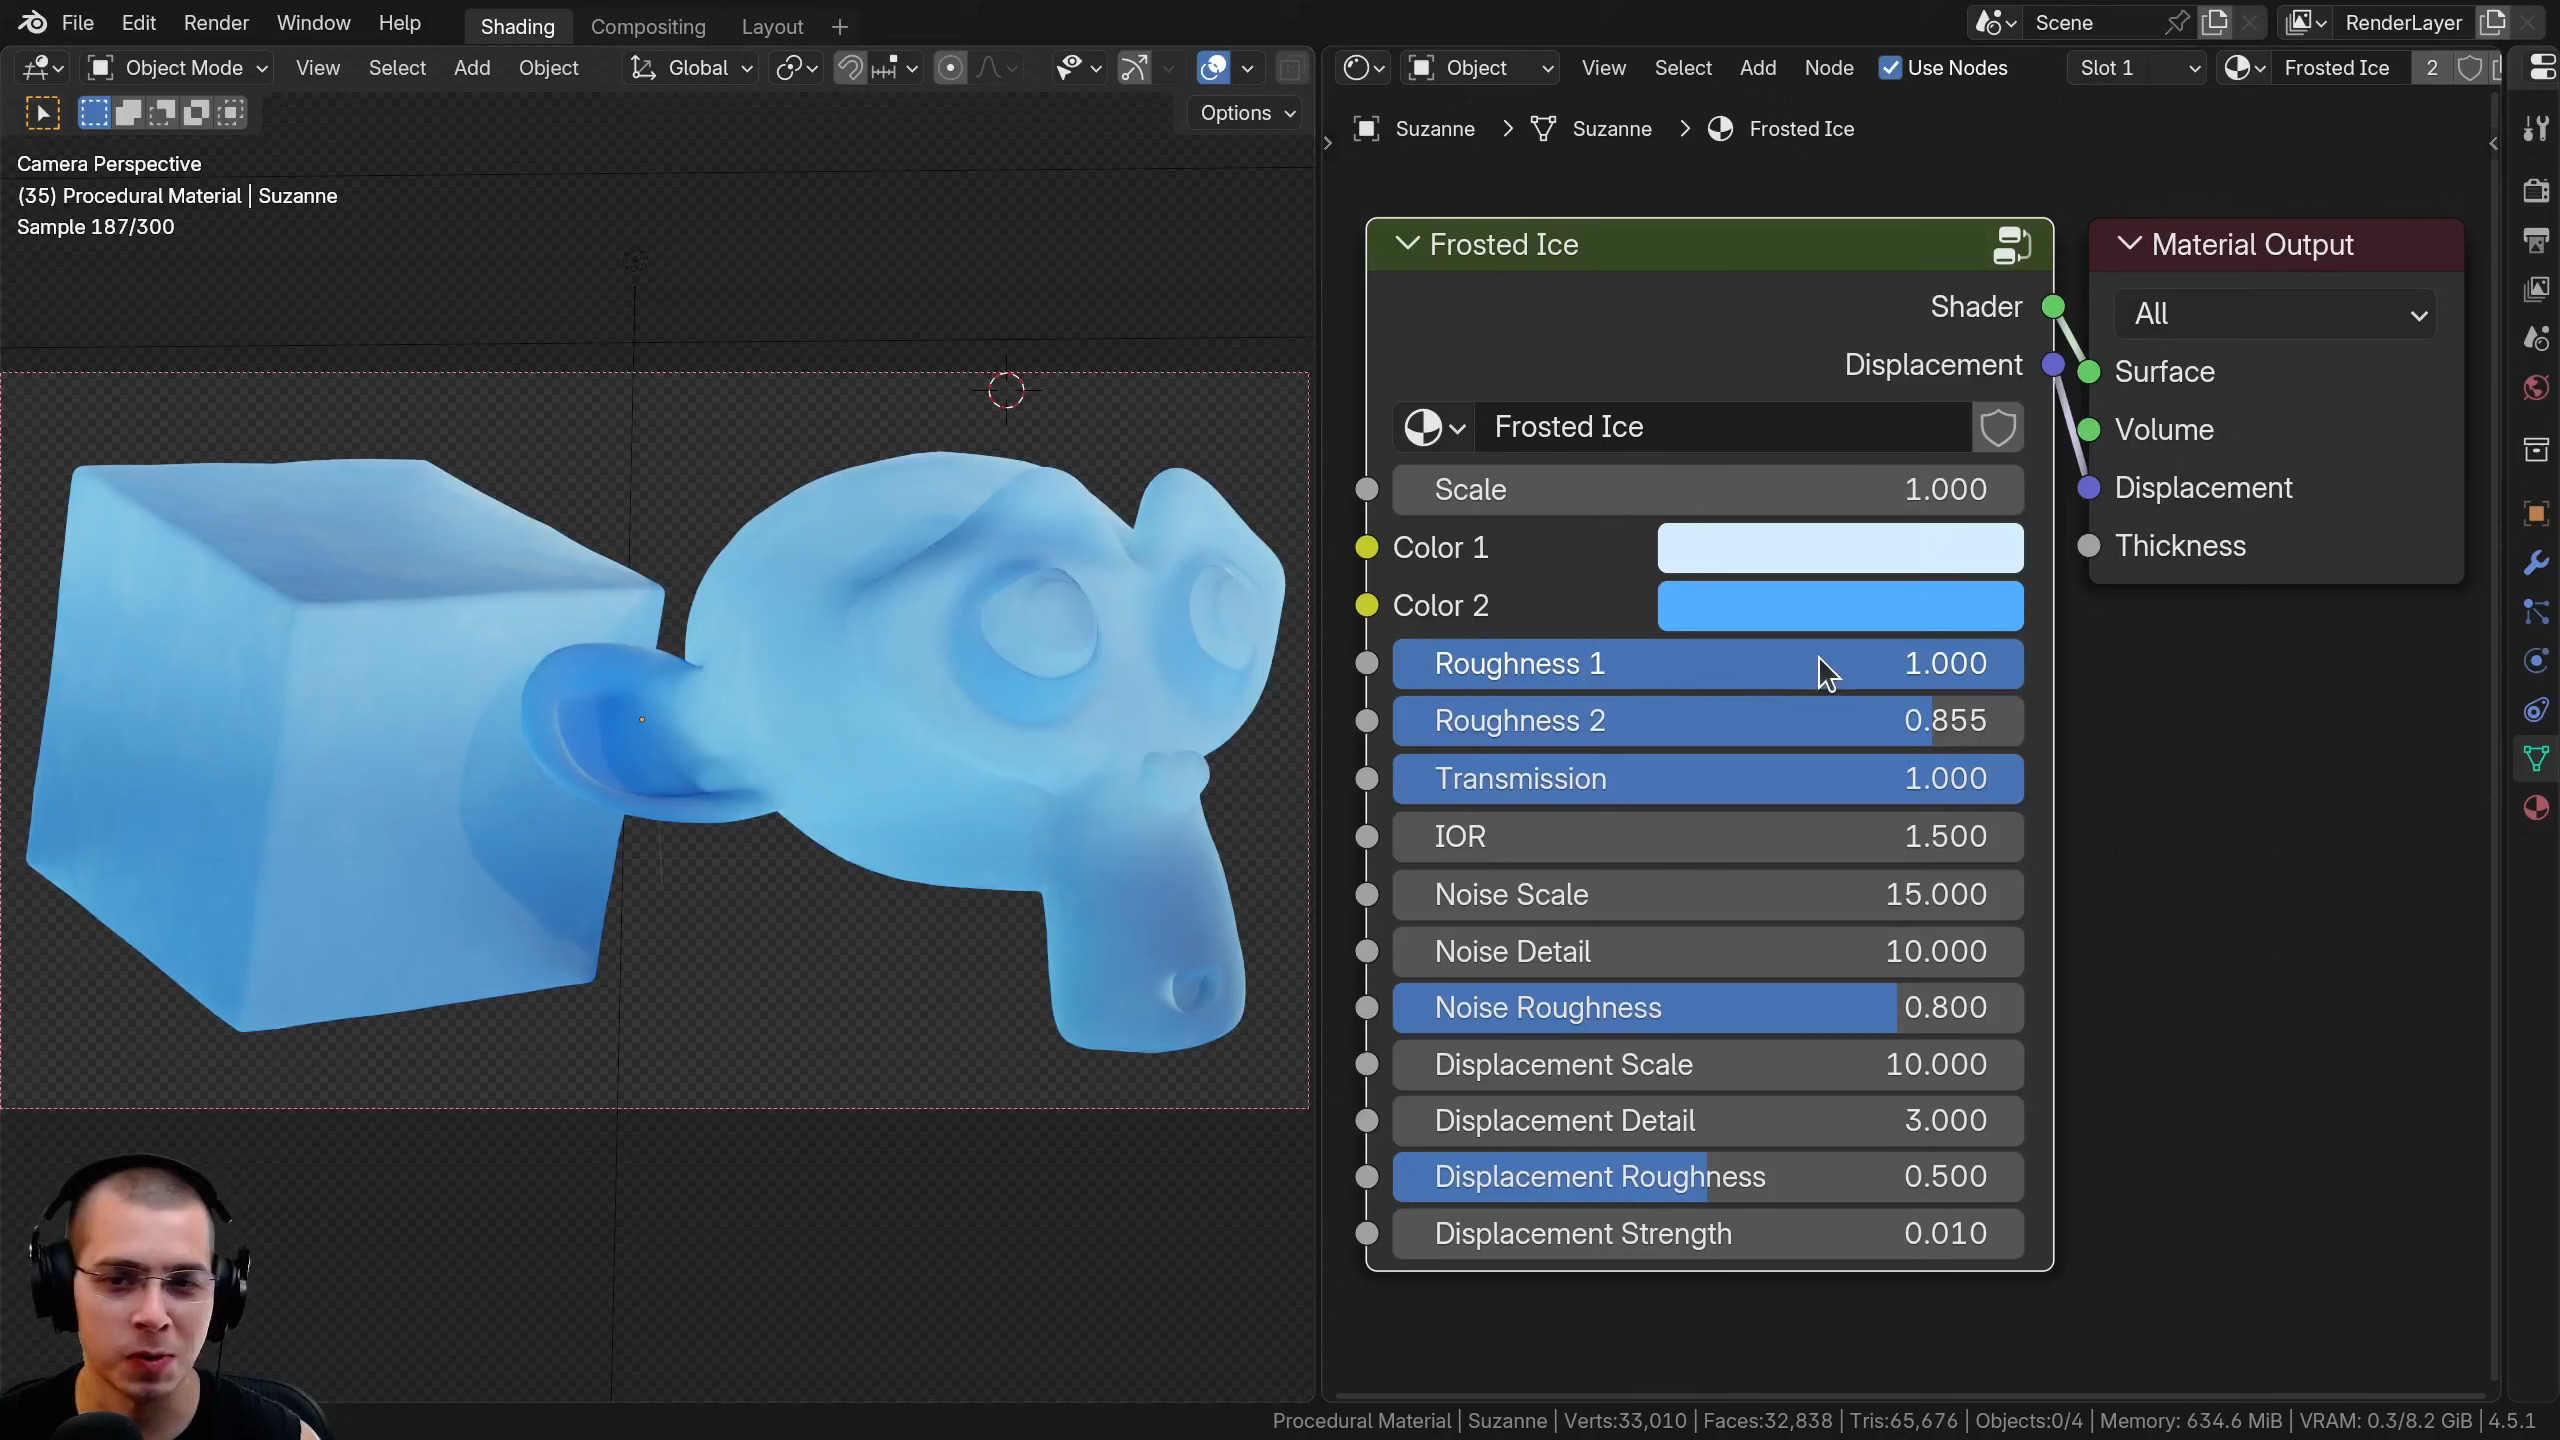 File Edit Render Window Help Shading Compositing Layout + Scene RenderLayer
Object Mode View Select Add Object Global
Object View Select Add Node Use Nodes Slot 1 Frosted Ice 2
Options
Suzanne > Suzanne > Frosted Ice
Camera Perspective
(35) Procedural Material | Suzanne
Sample 187/300
Frosted Ice
Shader
Displacement
Frosted Ice
Scale 1.000
Color 1
Color 2
Roughness 1 1.000
Roughness 2 0.855
Transmission 1.000
IOR 1.500
Noise Scale 15.000
Noise Detail 10.000
Noise Roughness 0.800
Displacement Scale 10.000
Displacement Detail 3.000
Displacement Roughness 0.500
Displacement Strength 0.010
Material Output
All
Surface
Volume
Displacement
Thickness
Procedural Material | Suzanne | Verts:33,010 | Faces:32,838 | Tris:65,676 | Objects:0/4 | Memory: 634.6 MiB | VRAM: 0.3/8.2 GiB | 4.5.1